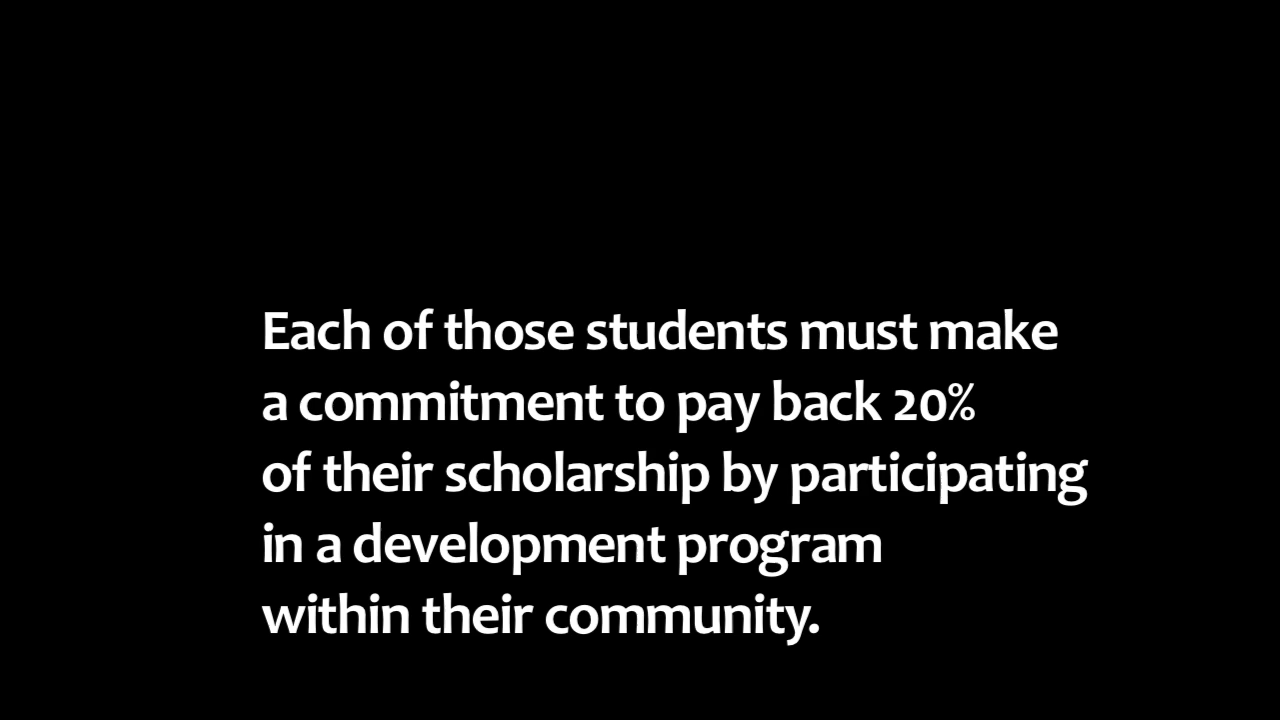 Each of those students must make
a commitment to pay back 20%
of their scholarship by participating
in a development program
within their community.